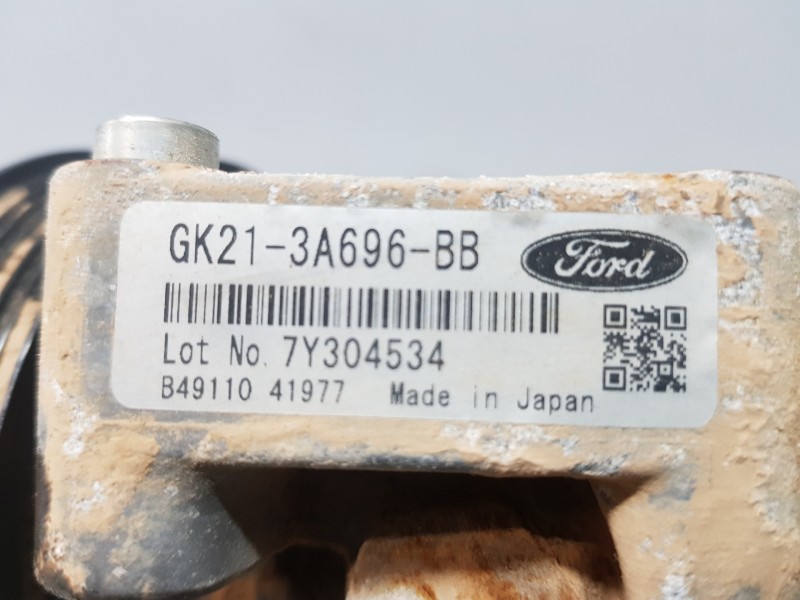 GK21-3A696-BB
Ford
Lot No. 7Y304534
B49110 41977 Made in Japan